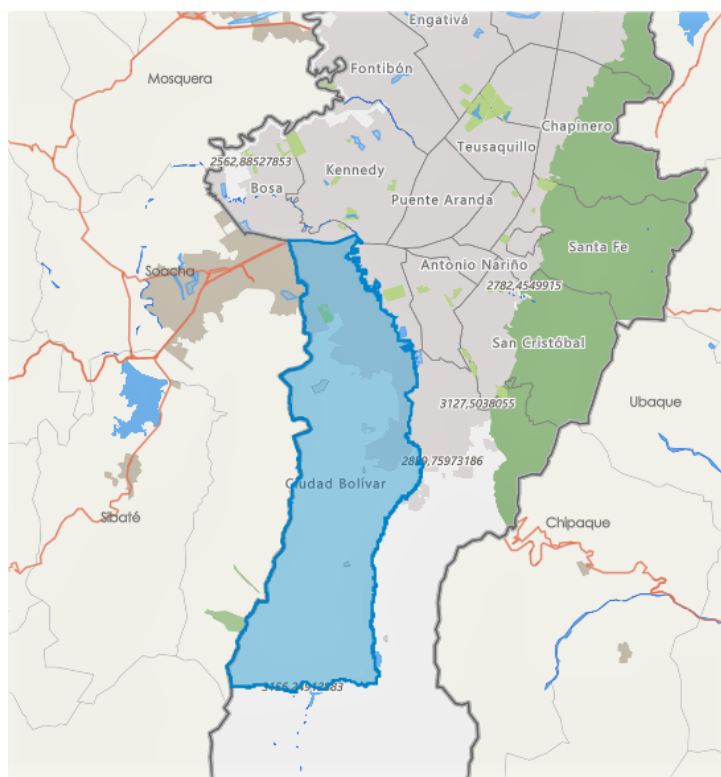 Engativá
Fontibón
Mosquera
Chapinero
Teusaquillo
2562,88527853
Kennedy
Bosa
Puente Aranda
Santa Fe
Antonio Nariño
Soacha
2782,4549915
San Cristóbal
3127,5038055
Ubaque
Ciudad Bolívar
Sibaté
Chipaque